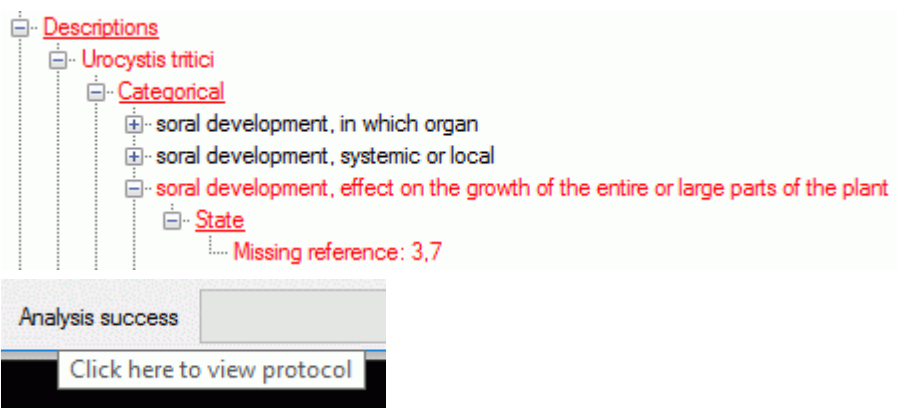 Descriptions
Urocystis tritici
Categorical
soral development, in which organ
soral development, systemic or local
soral development, effect on the growth of the entire or large parts of the plant
State
Missing reference: 3,7
Analysis success
Click here to view protocol